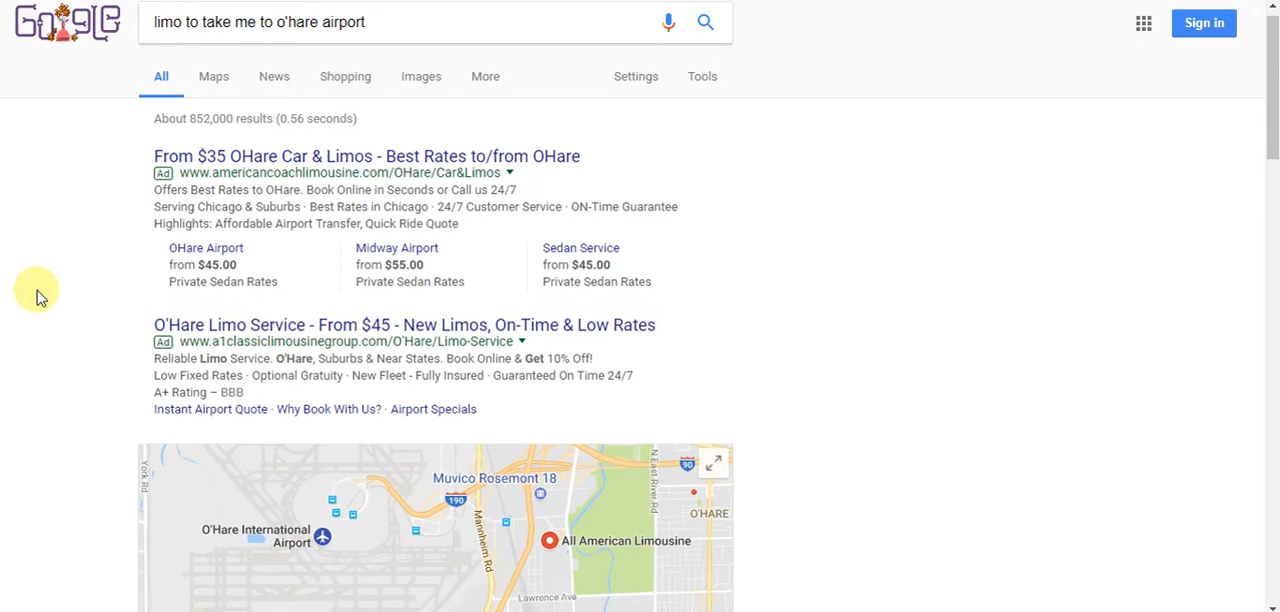 Google
limo to take me to o'hare airport
Sign in
All Maps News Shopping Images More Settings Tools
About 852,000 results (0.56 seconds)
From $35 OHare Car & Limos - Best Rates to/from OHare
Ad www.americancoachlimousine.com/OHare/Car&Limos
Offers Best Rates to OHare. Book Online in Seconds or Call us 24/7
Serving Chicago & Suburbs · Best Rates in Chicago · 24/7 Customer Service · ON-Time Guarantee
Highlights: Affordable Airport Transfer, Quick Ride Quote
OHare Airport Midway Airport Sedan Service
from $45.00 from $55.00 from $45.00
Private Sedan Rates Private Sedan Rates Private Sedan Rates
O'Hare Limo Service - From $45 - New Limos, On-Time & Low Rates
Ad www.a1classiclimousinegroup.com/O'Hare/Limo-Service
Reliable Limo Service. O'Hare, Suburbs & Near States. Book Online & Get 10% Off!
Low Fixed Rates · Optional Gratuity · New Fleet - Fully Insured · Guaranteed On Time 24/7
A+ Rating – BBB
Instant Airport Quote · Why Book With Us? · Airport Specials
York Rd
Muvico Rosemont 18
190
90
N East River Rd
O'HARE
Mannheim Rd
O'Hare International
Airport
All American Limousine
Lawrence Ave